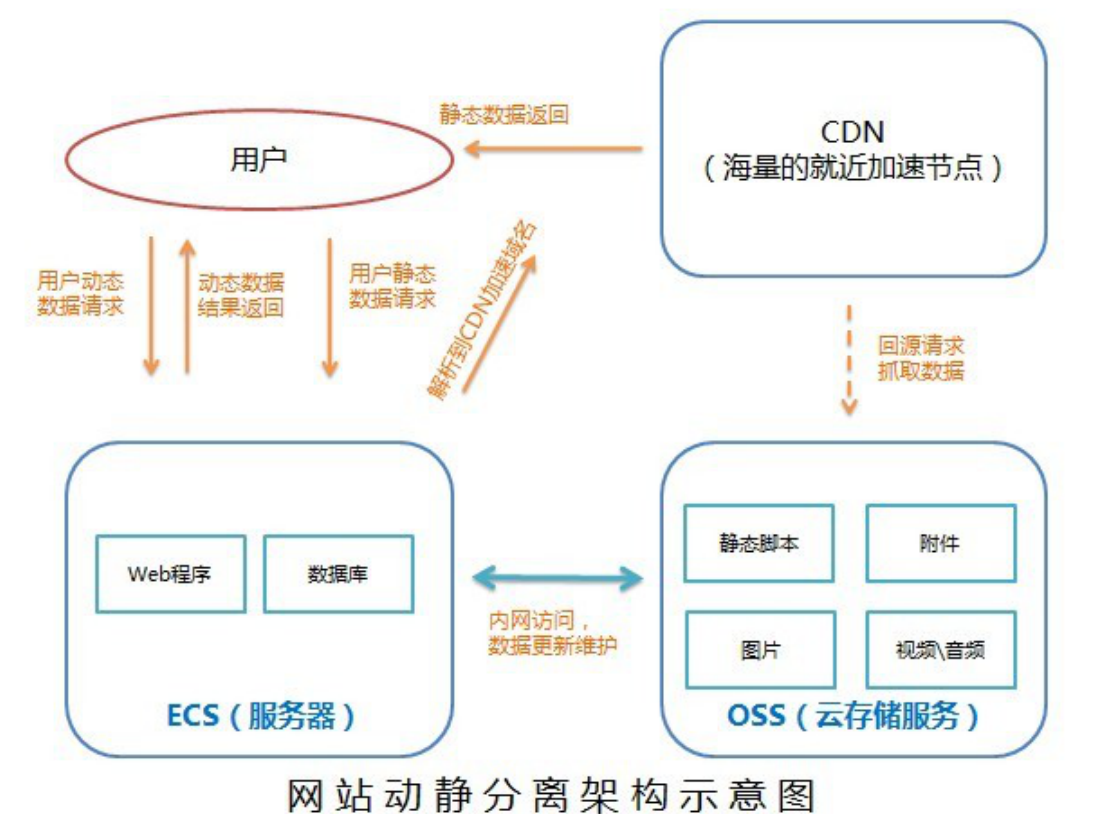 静态数据返回
CDN
（海量的就近加速节点）
用户
用户动态
数据请求
动态数据
结果返回
用户静态
数据请求
解析到CDN加速域名
回源请求
抓取数据
Web程序
数据库
ECS（服务器）
内网访问，
数据更新维护
静态脚本
附件
图片
视频\音频
OSS（云存储服务）
网站动静分离架构示意图